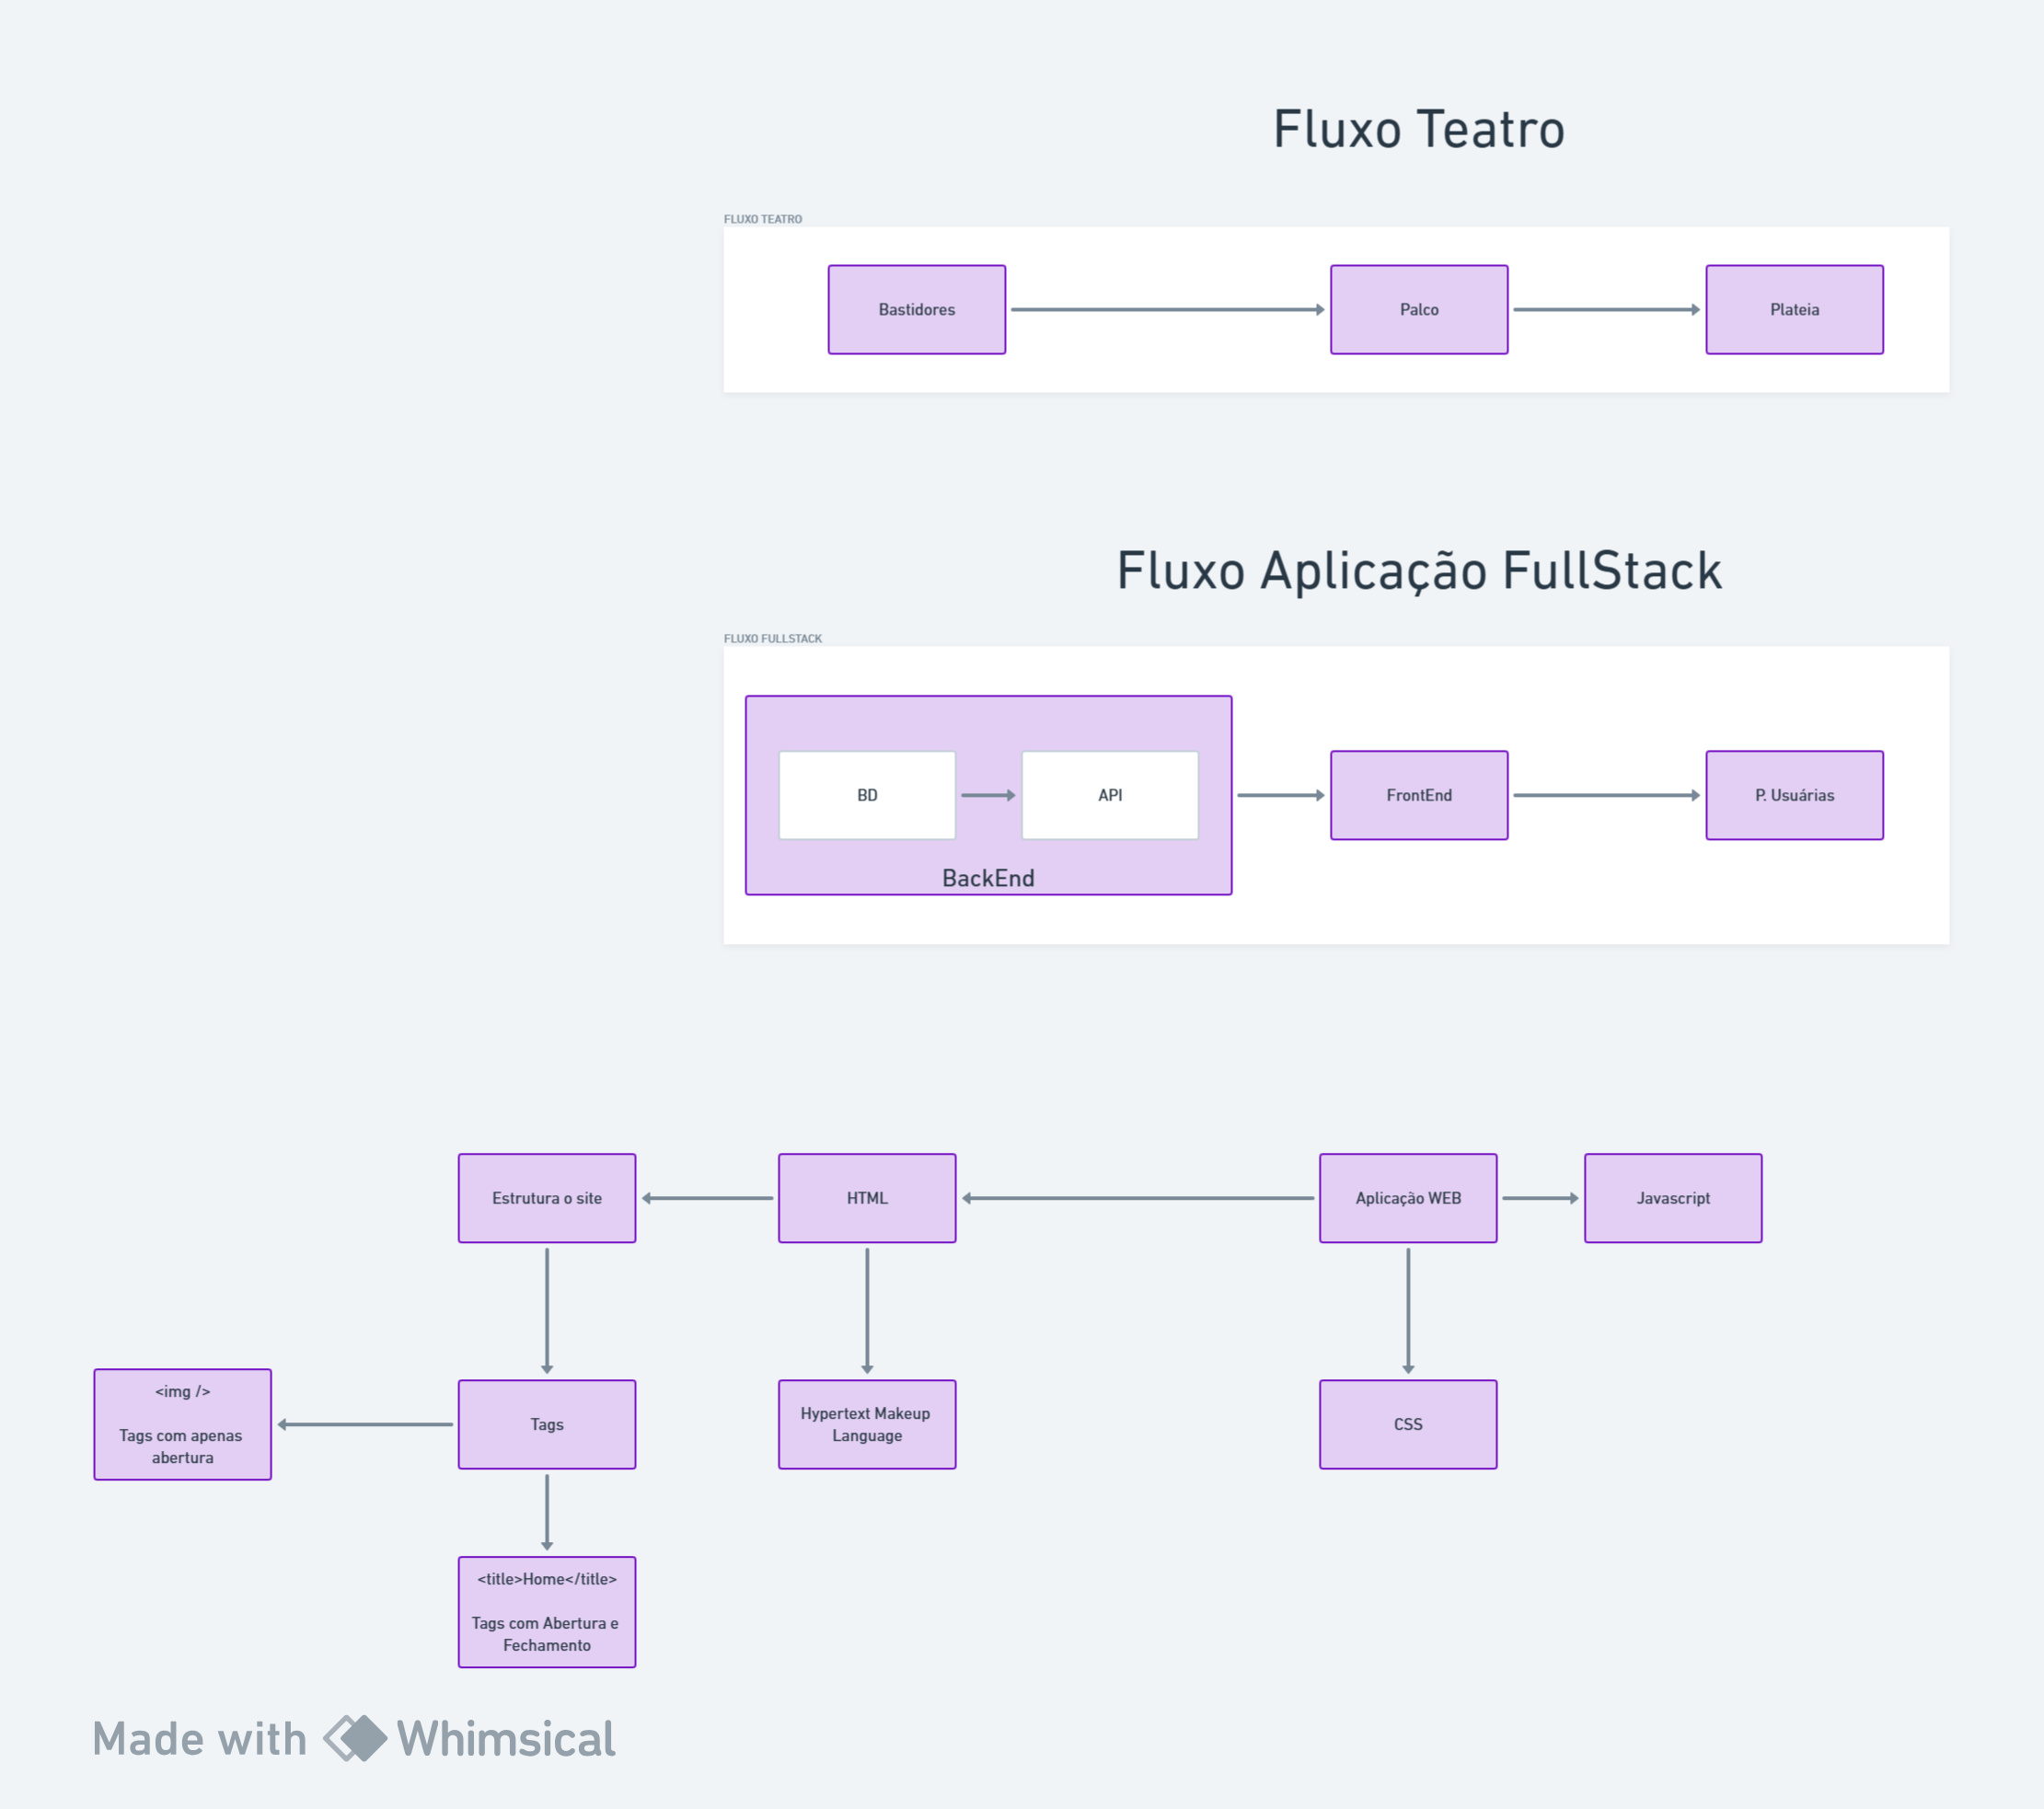 Fluxo Teatro
FLUXO TEATRO
Bastidores
Palco
Plateia
Fluxo Aplicação FullStack
FLUXO FULLSTACK
BD
API
FrontEnd
P. Usuárias
BackEnd
Estrutura o site
HTML
Aplicação WEB
Javascript
<img />
Tags com apenas
abertura
Tags
Hypertext Makeup
Language
CSS
<title>Home</title>
Tags com Abertura e
Fechamento
Made with Whimsical